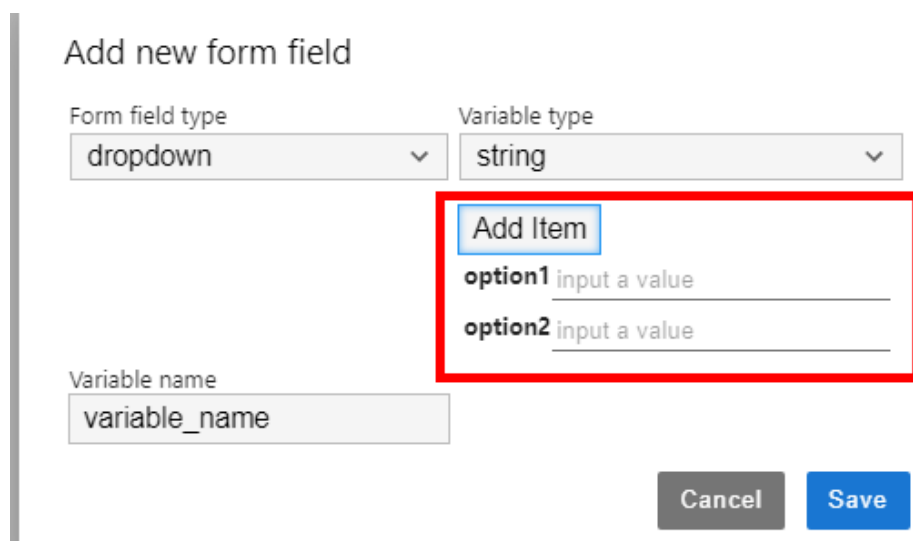 Add new form field
Form field type
Variable type
dropdown
string
Add Item
option1 input a value
option2 input a value
Variable name
variable_name
Cancel Save